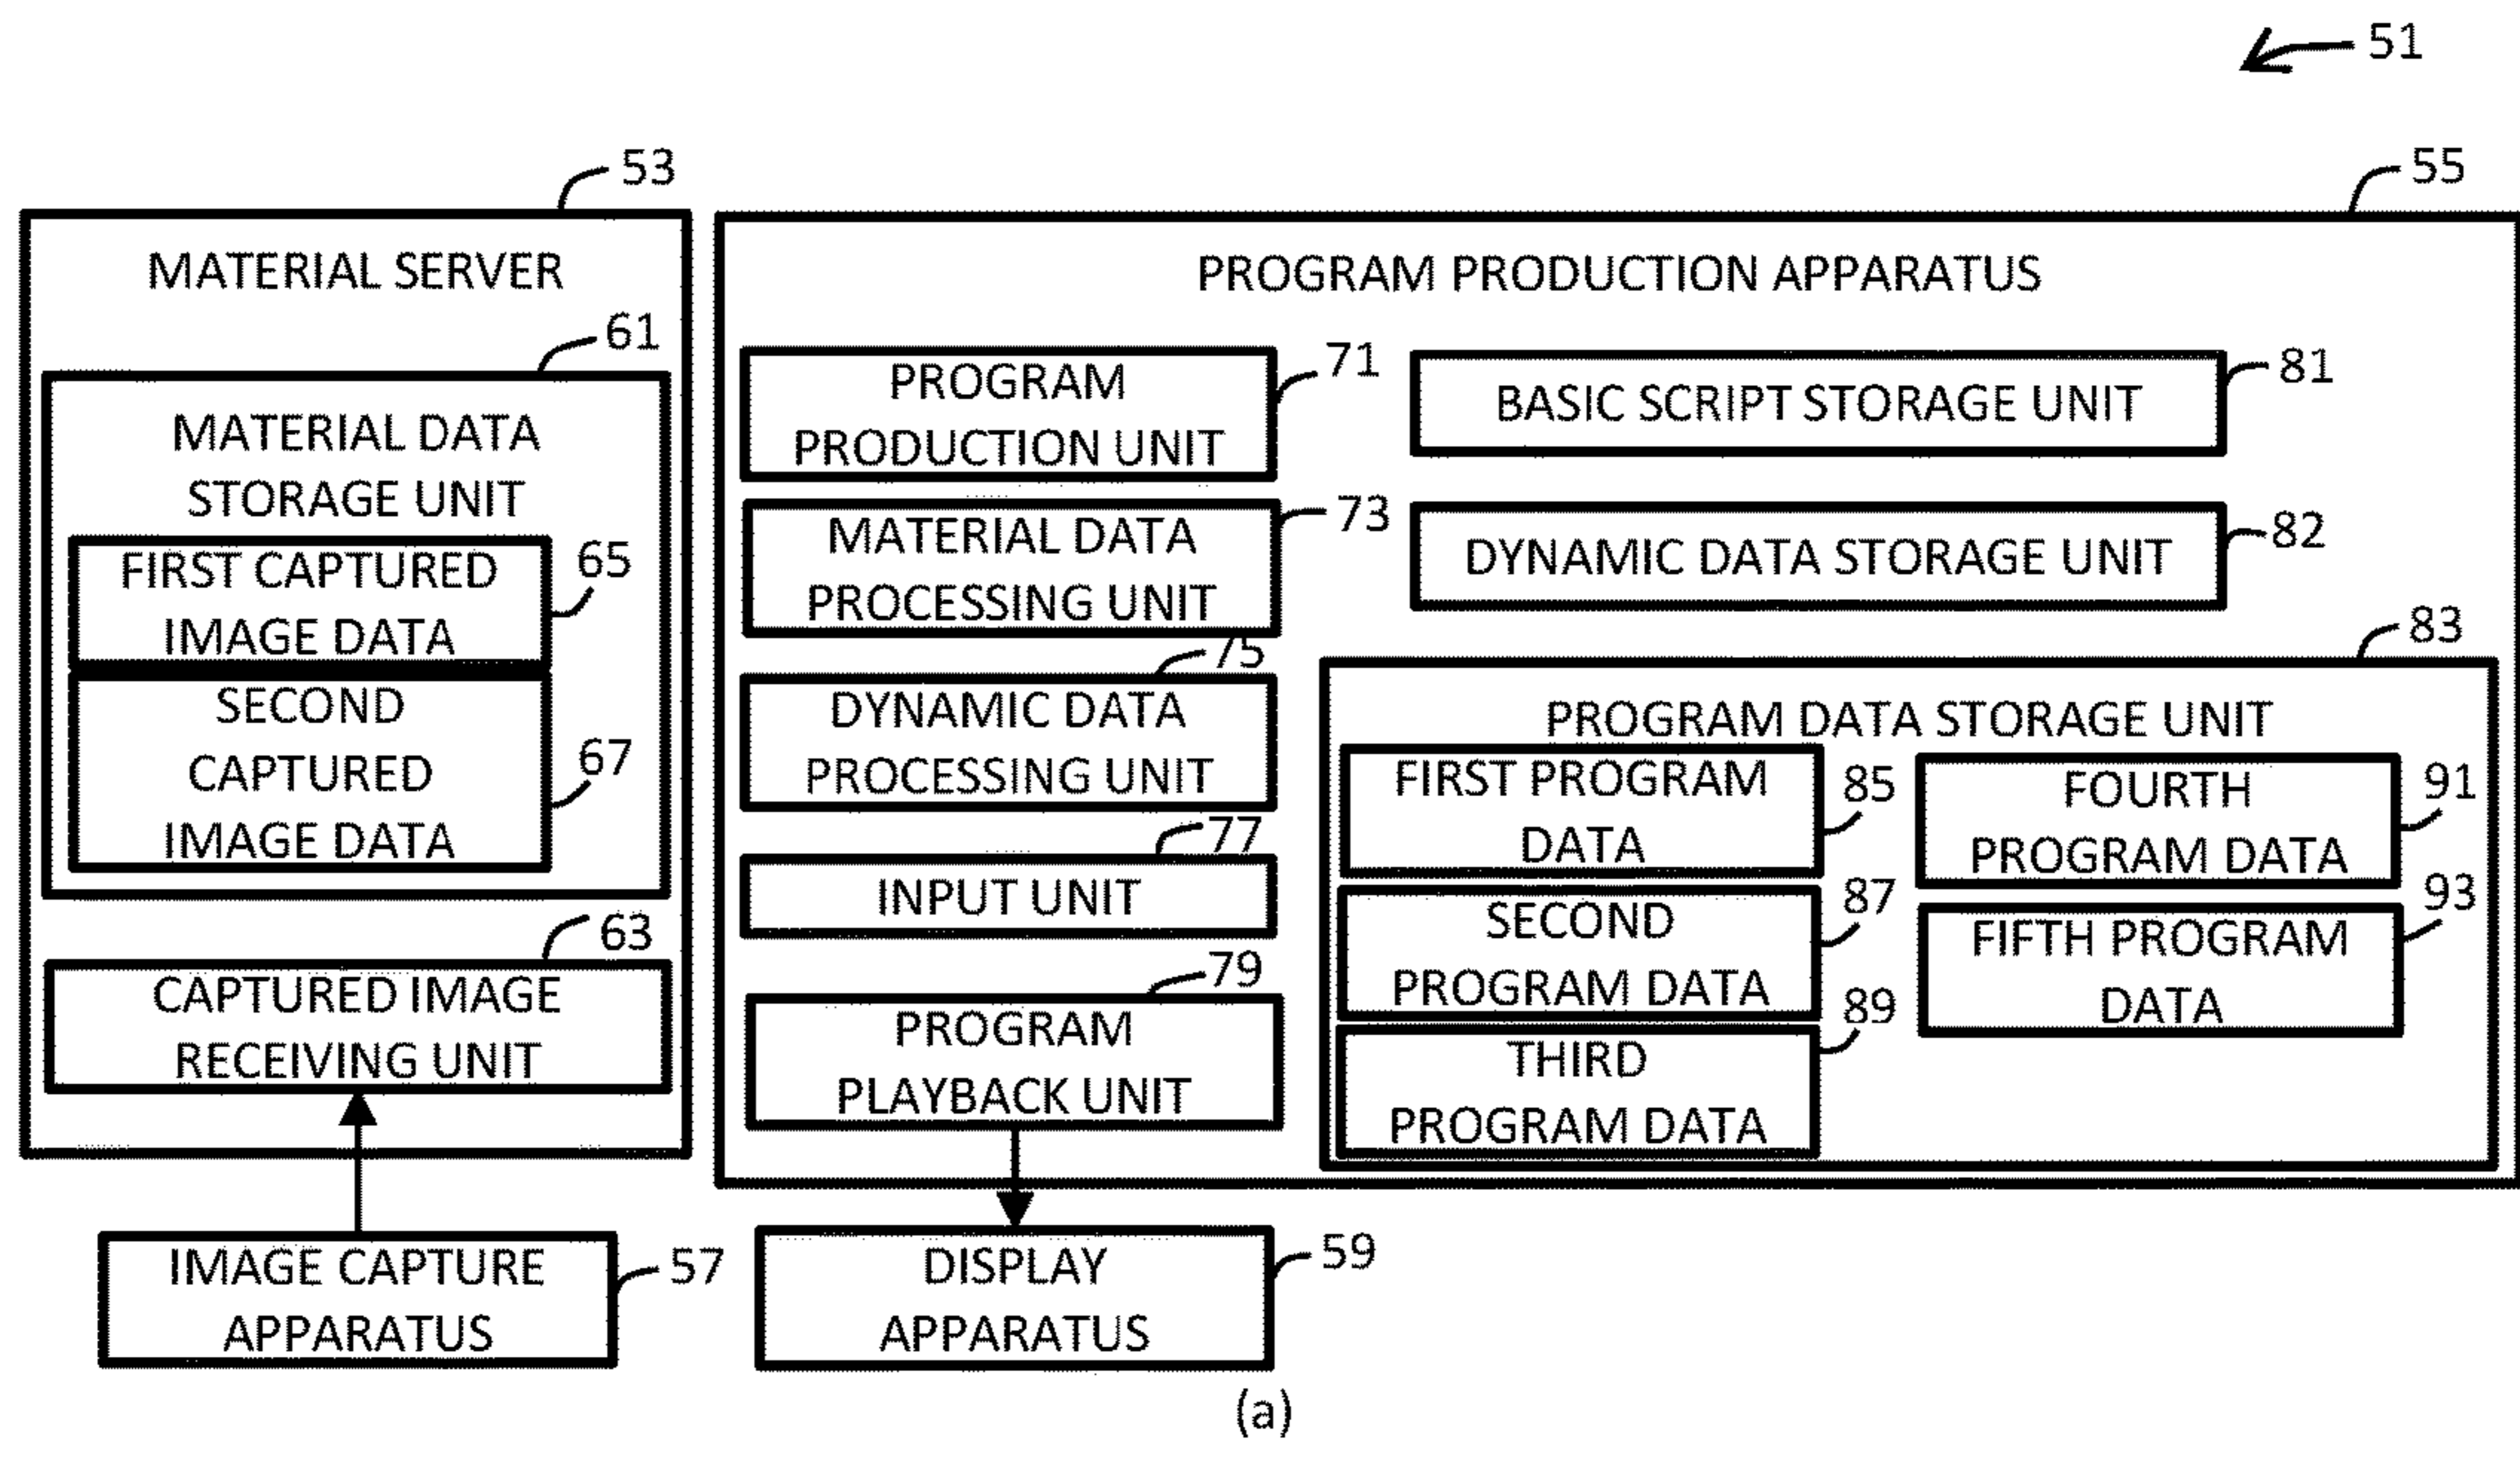 51
53
MATERIAL SERVER
61
MATERIAL DATA
STORAGE UNIT
FIRST CAPTURED
IMAGE DATA
65
SECOND
CAPTURED
IMAGE DATA
67
63
CAPTURED IMAGE
RECEIVING UNIT
IMAGE CAPTURE
APPARATUS
57
55
PROGRAM PRODUCTION APPARATUS
PROGRAM
PRODUCTION UNIT
71
MATERIAL DATA
PROCESSING UNIT
73
75
DYNAMIC DATA
PROCESSING UNIT
77
INPUT UNIT
79
PROGRAM
PLAYBACK UNIT
DISPLAY
APPARATUS
59
BASIC SCRIPT STORAGE UNIT
81
DYNAMIC DATA STORAGE UNIT
82
83
PROGRAM DATA STORAGE UNIT
FIRST PROGRAM
DATA
85
SECOND
PROGRAM DATA
87
THIRD
PROGRAM DATA
89
FOURTH
PROGRAM DATA
91
FIFTH PROGRAM
DATA
93
(a)